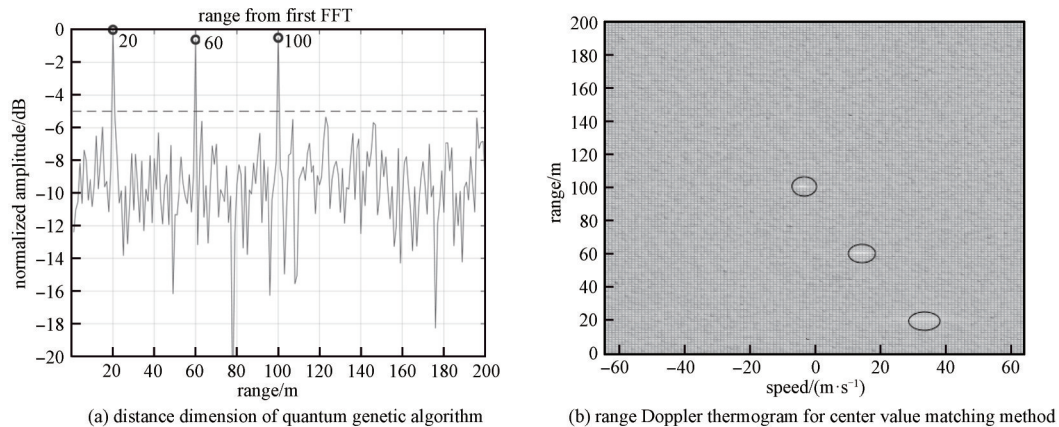 range from first FFT
0
−2
−4
−6
−8
−10
−12
−14
−16
−18
−20
normalized amplitude/dB
20
60
100
0 20 40 60 80 100 120 140 160 180 200
range/m
(a) distance dimension of quantum genetic algorithm
200
180
160
140
120
100
80
60
40
20
0
range/m
−60 −40 −20 0 20 40 60
speed/(m·s⁻¹)
(b) range Doppler thermogram for center value matching method